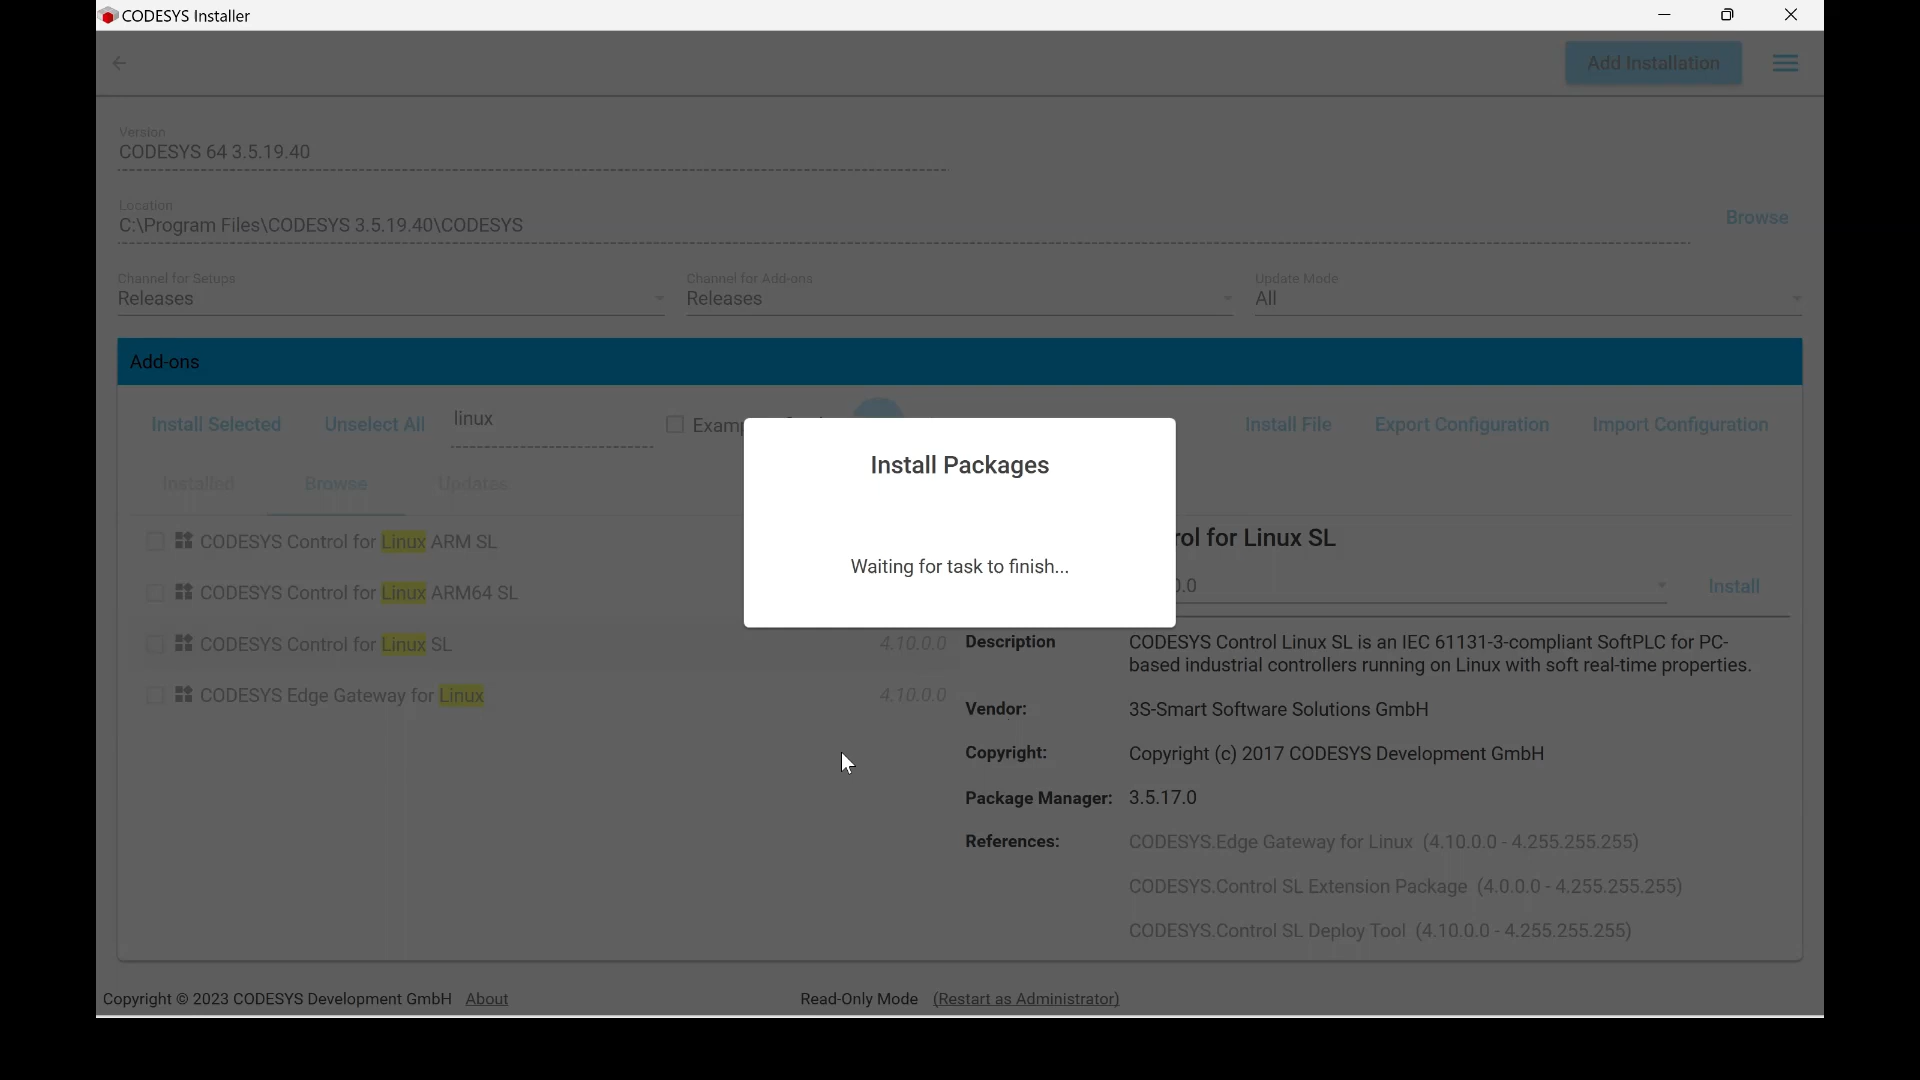 CODESYS Installer
Add Installation
Version
CODESYS 64 3.5.19.40
Location
C:\Program Files\CODESYS 3.5.19.40\CODESYS
Browse
Channel for Setups
Releases
Channel for Add-ons
Releases
Update Mode
All
Add-ons
Install Selected
Unselect All
linux
Install File
Export Configuration
Import Configuration
Installed
Browse
Updates
Install Packages
Waiting for task to finish...
CODESYS Control for Linux ARM SL
CODESYS Control for Linux ARM64 SL
CODESYS Control for Linux SL
4.10.0.0
CODESYS Edge Gateway for Linux
4.10.0.0
for Linux SL
Install
Description
CODESYS Control Linux SL is an IEC 61131-3-compliant SoftPLC for PC-
based industrial controllers running on Linux with soft real-time properties.
Vendor:
3S-Smart Software Solutions GmbH
Copyright:
Copyright (c) 2017 CODESYS Development GmbH
Package Manager:
3.5.17.0
References:
CODESYS.Edge Gateway for Linux (4.10.0.0 - 4.255.255.255)
CODESYS.Control SL Extension Package (4.0.0.0 - 4.255.255.255)
CODESYS.Control SL Deploy Tool (4.10.0.0 - 4.255.255.255)
Copyright © 2023 CODESYS Development GmbH
About
Read-Only Mode
(Restart as Administrator)